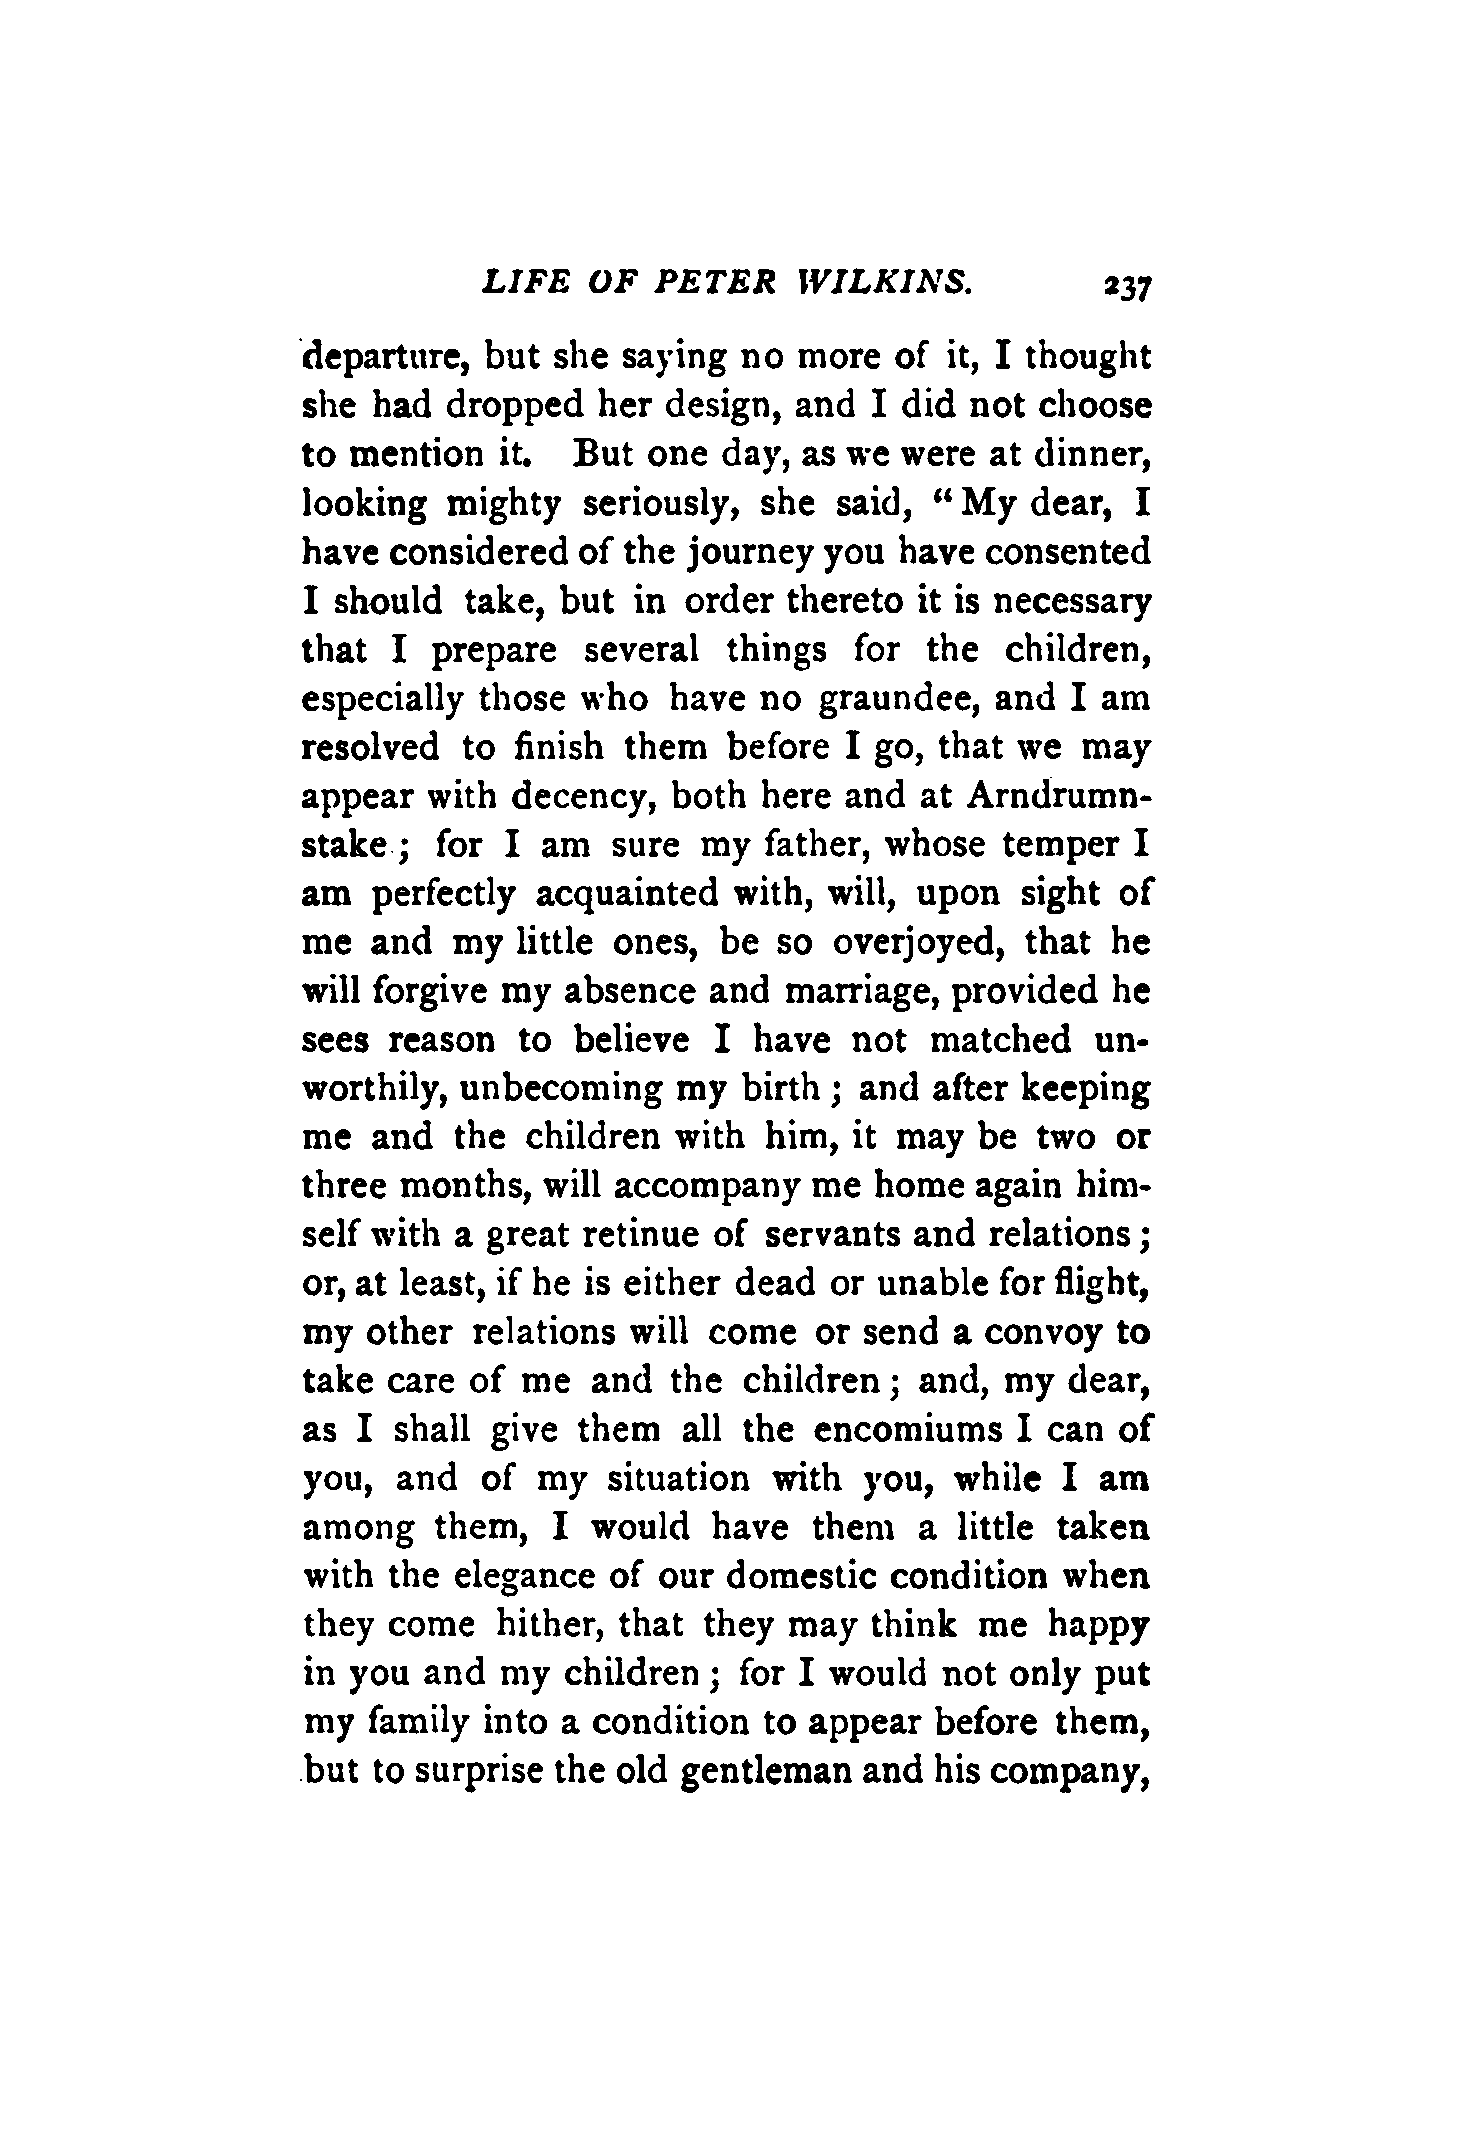 LIFE OF PETER WILKINS. 237
departure, but she saying no more of it, I thought
she had dropped her design, and I did not choose
to mention it. But one day, as we were at dinner,
looking mighty seriously, she said, “My dear, I
have considered of the journey you have consented
I should take, but in order thereto it is necessary
that I prepare several things for the children,
especially those who have no graundee, and I am
resolved to finish them before I go, that we may
appear with decency, both here and at Arndrumn-
stake; for I am sure my father, whose temper I
am perfectly acquainted with, will, upon sight of
me and my little ones, be so overjoyed, that he
will forgive my absence and marriage, provided he
sees reason to believe I have not matched un-
worthily, unbecoming my birth; and after keeping
me and the children with him, it may be two or
three months, will accompany me home again him-
self with a great retinue of servants and relations;
or, at least, if he is either dead or unable for flight,
my other relations will come or send a convoy to
take care of me and the children; and, my dear,
as I shall give them all the encomiums I can of
you, and of my situation with you, while I am
among them, I would have them a little taken
with the elegance of our domestic condition when
they come hither, that they may think me happy
in you and my children; for I would not only put
my family into a condition to appear before them,
but to surprise the old gentleman and his company,